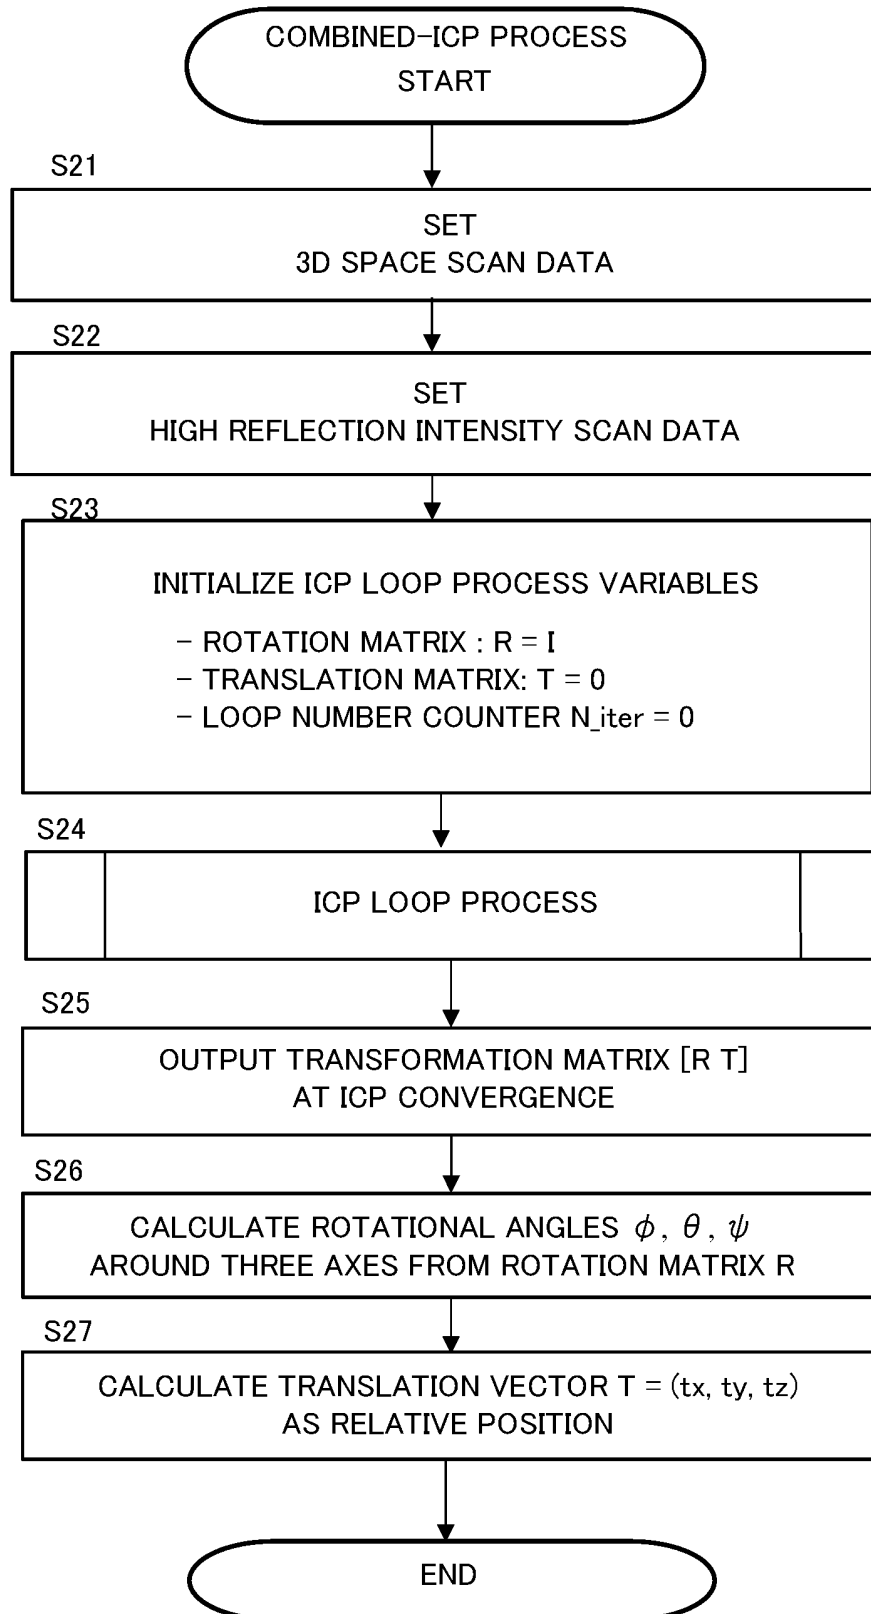 COMBINED-ICP PROCESS
START
S21
SET
3D SPACE SCAN DATA
S22
SET
HIGH REFLECTION INTENSITY SCAN DATA
S23
INITIALIZE ICP LOOP PROCESS VARIABLES
- ROTATION MATRIX : R = I
- TRANSLATION MATRIX: T = 0
- LOOP NUMBER COUNTER N_iter = 0
S24
ICP LOOP PROCESS
S25
OUTPUT TRANSFORMATION MATRIX [R T]
AT ICP CONVERGENCE
S26
CALCULATE ROTATIONAL ANGLES φ, θ, ψ
AROUND THREE AXES FROM ROTATION MATRIX R
S27
CALCULATE TRANSLATION VECTOR T = (tx, ty, tz)
AS RELATIVE POSITION
END